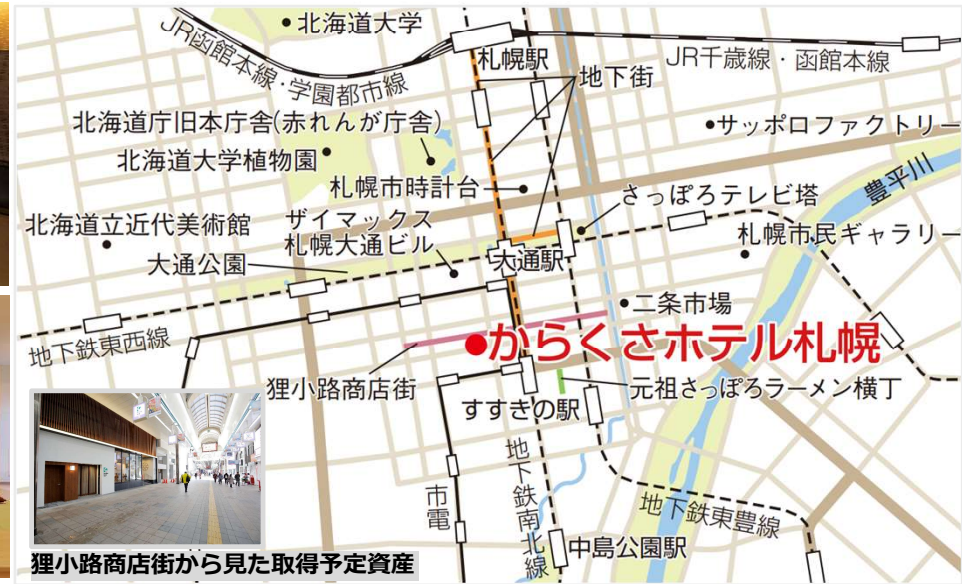 北海道大学
JR函館本線・学園都市線
札幌駅
JR千歳線・函館本線
地下街
北海道庁旧本庁舎(赤れんが庁舎)
サッポロファクトリー
北海道大学植物園
札幌市時計台
さっぽろテレビ塔
豊平川
北海道立近代美術館
ザイマックス
札幌大通ビル
札幌市民ギャラリー
大通公園
大通駅
二条市場
地下鉄東西線
からくさホテル札幌
狸小路商店街
元祖さっぽろラーメン横丁
すすきの駅
市電
地下鉄南北線
地下鉄東豊線
中島公園駅
狸小路商店街から見た取得予定資産